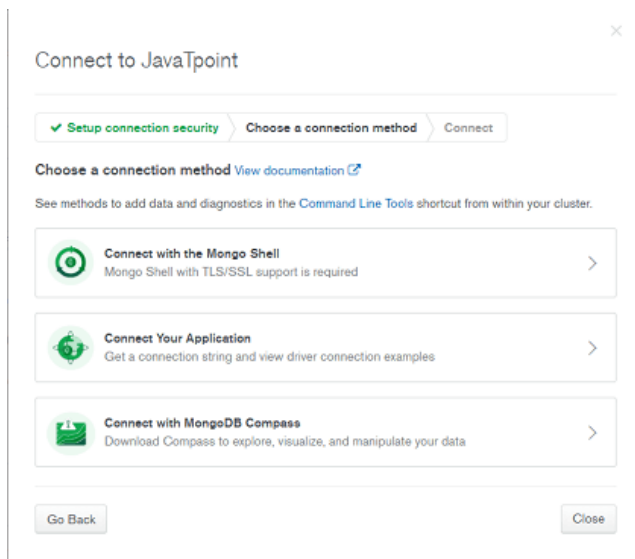 Connect to JavaTpoint
✔ Setup connection security Choose a connection method Connect
Choose a connection method View documentation
See methods to add data and diagnostics in the Command Line Tools shortcut from within your cluster.
Connect with the Mongo Shell
Mongo Shell with TLS/SSL support is required
Connect Your Application
Get a connection string and view driver connection examples
Connect with MongoDB Compass
Download Compass to explore, visualize, and manipulate your data
Go Back Close